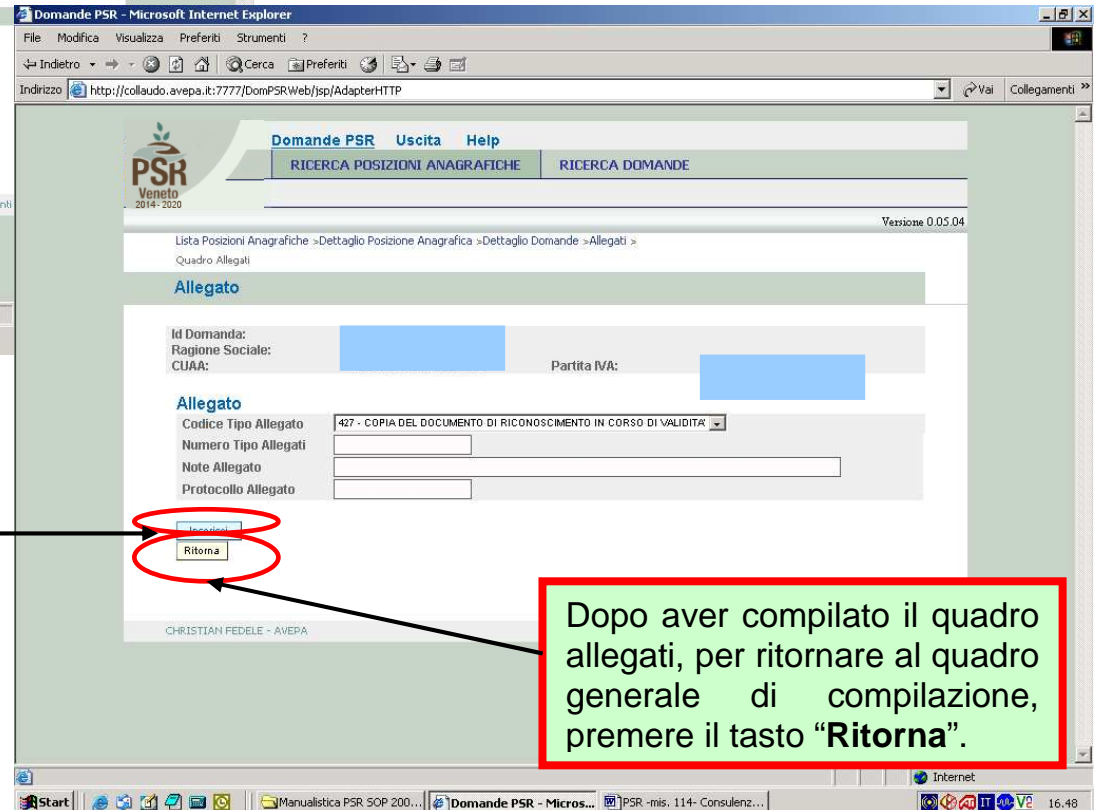 Domande PSR - Microsoft Internet Explorer
File Modifica Visualizza Preferiti Strumenti ?
Indietro Cerca Preferiti
Indirizzo http://collaudo.avepa.it:7777/DomPSRWeb/jsp/AdapterHTTP Vai Collegamenti »
PSR
Veneto
2014-2020
Domande PSR Uscita Help
RICERCA POSIZIONI ANAGRAFICHE RICERCA DOMANDE
nti
Versione 0.05.04
Lista Posizioni Anagrafiche >Dettaglio Posizione Anagrafica >Dettaglio Domande >Allegati >
Quadro Allegati
Allegato
Id Domanda:
Ragione Sociale:
CUAA: Partita IVA:
Allegato
Codice Tipo Allegato 427 - COPIA DEL DOCUMENTO DI RICONOSCIMENTO IN CORSO DI VALIDITA'
Numero Tipo Allegati
Note Allegato
Protocollo Allegato
Inserisci
Ritorna
Dopo aver compilato il quadro
allegati, per ritornare al quadro
generale di compilazione,
premere il tasto “Ritorna”.
CHRISTIAN FEDELE - AVEPA
Internet
Start Manualistica PSR SOP 200... Domande PSR - Micros... PSR -mis. 114- Consulenz... IT V2 16.48